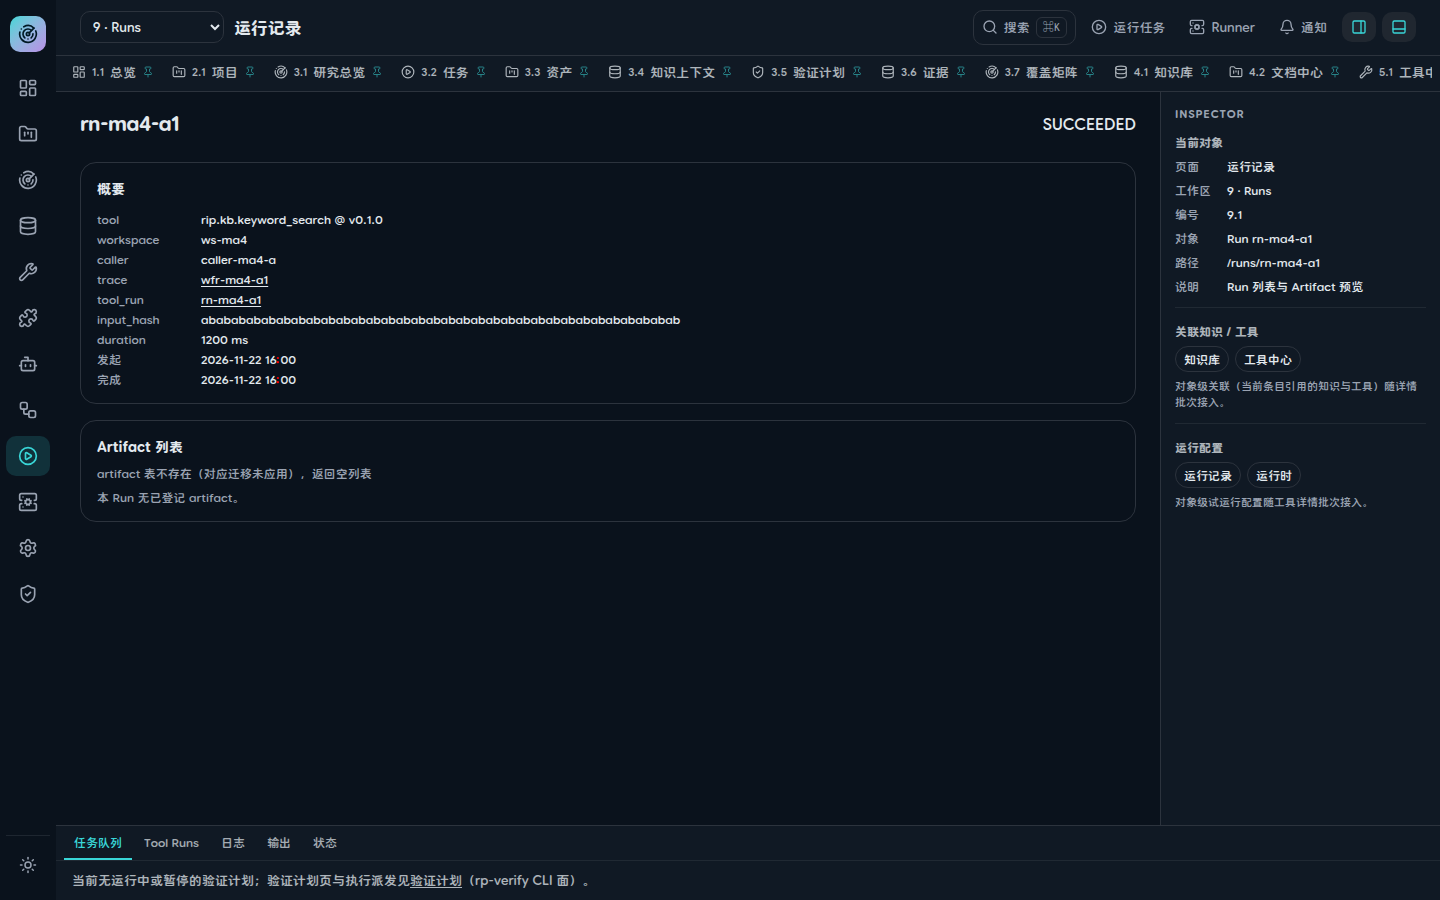 9 · Runs 运行记录 搜索 ⌘K 运行任务 Runner 通知
1.1 总览 2.1 项目 3.1 研究总览 3.2 任务 3.3 资产 3.4 知识上下文 3.5 验证计划 3.6 证据 3.7 覆盖矩阵 4.1 知识库 4.2 文档中心 5.1 工具中
rn-ma4-a1 SUCCEEDED
概要
tool rip.kb.keyword_search @ v0.1.0
workspace ws-ma4
caller caller-ma4-a
trace wfr-ma4-a1
tool_run rn-ma4-a1
input_hash abababababababababababababababababababababababababababababababab
duration 1200 ms
发起 2026-11-22 16:00
完成 2026-11-22 16:00
Artifact 列表
artifact 表不存在（对应迁移未应用），返回空列表
本 Run 无已登记 artifact。
INSPECTOR
当前对象
页面 运行记录
工作区 9 · Runs
编号 9.1
对象 Run rn-ma4-a1
路径 /runs/rn-ma4-a1
说明 Run 列表与 Artifact 预览
关联知识 / 工具
知识库 工具中心
对象级关联（当前条目引用的知识与工具）随详情
批次接入。
运行配置
运行记录 运行时
对象级试运行配置随工具详情批次接入。
任务队列 Tool Runs 日志 输出 状态
当前无运行中或暂停的验证计划；验证计划页与执行派发见验证计划（rp-verify CLI 面）。